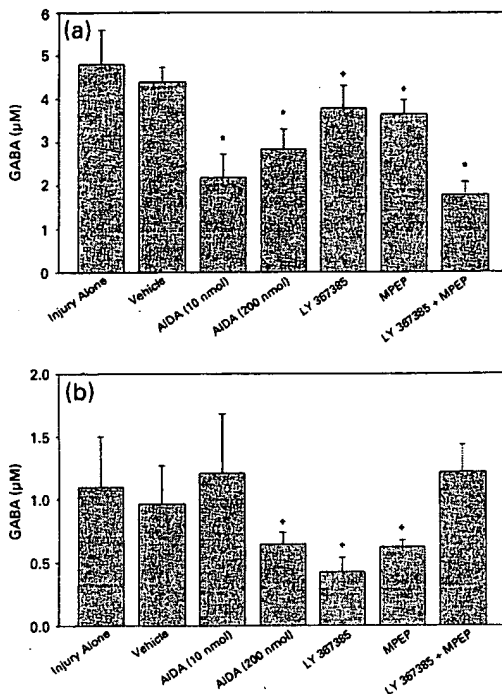 (a)
GABA (µM)
6
5
4
3
2
1
0
*
*
+
+
*
Injury Alone
Vehicle
AIDA (10 nmol)
AIDA (200 nmol)
LY 367385
MPEP
LY 367385 + MPEP
(b)
GABA (µM)
2.0
1.5
1.0
0.5
0.0
+
+
+
Injury Alone
Vehicle
AIDA (10 nmol)
AIDA (200 nmol)
LY 367385
MPEP
LY 367385 + MPEP